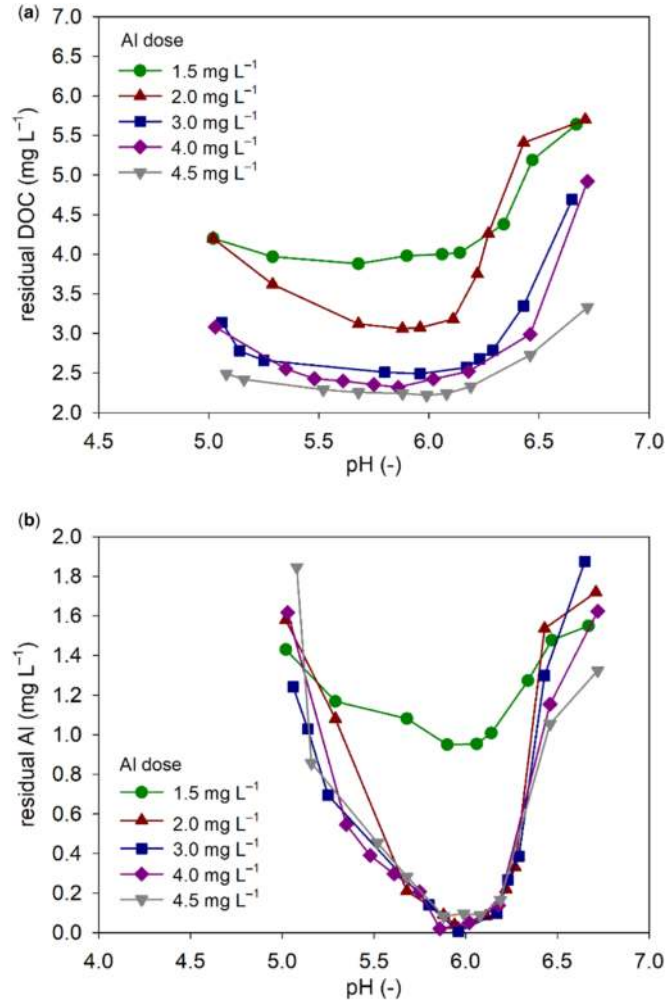 (a)
7.0
6.5
6.0
5.5
5.0
4.5
4.0
3.5
3.0
2.5
2.0
residual DOC (mg L⁻¹)
Al dose
1.5 mg L⁻¹
2.0 mg L⁻¹
3.0 mg L⁻¹
4.0 mg L⁻¹
4.5 mg L⁻¹
4.5 5.0 5.5 6.0 6.5 7.0
pH (-)
(b)
2.0
1.8
1.6
1.4
1.2
1.0
0.8
0.6
0.4
0.2
0.0
residual Al (mg L⁻¹)
Al dose
1.5 mg L⁻¹
2.0 mg L⁻¹
3.0 mg L⁻¹
4.0 mg L⁻¹
4.5 mg L⁻¹
4.0 4.5 5.0 5.5 6.0 6.5 7.0
pH (-)